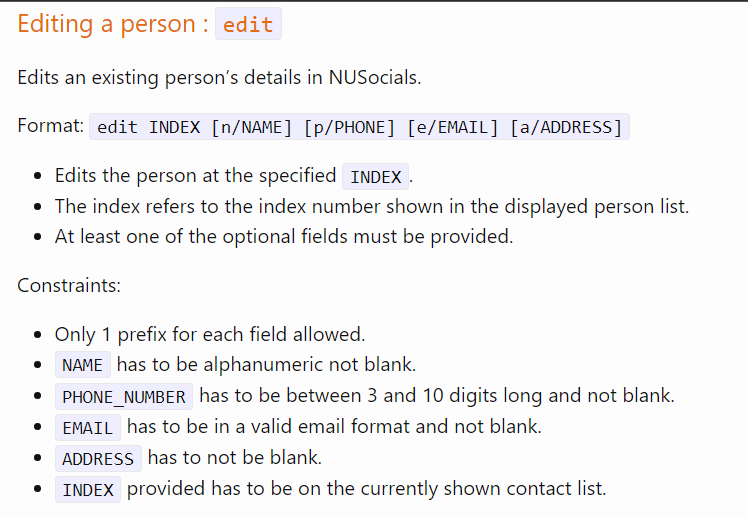 Editing a person : edit
Edits an existing person's details in NUSocials.
Format: edit INDEX [n/NAME] [p/PHONE] [e/EMAIL] [a/ADDRESS]
• Edits the person at the specified INDEX.
• The index refers to the index number shown in the displayed person list.
• At least one of the optional fields must be provided.
Constraints:
• Only 1 prefix for each field allowed.
• NAME has to be alphanumeric not blank.
• PHONE_NUMBER has to be between 3 and 10 digits long and not blank.
• EMAIL has to be in a valid email format and not blank.
• ADDRESS has to not be blank.
• INDEX provided has to be on the currently shown contact list.